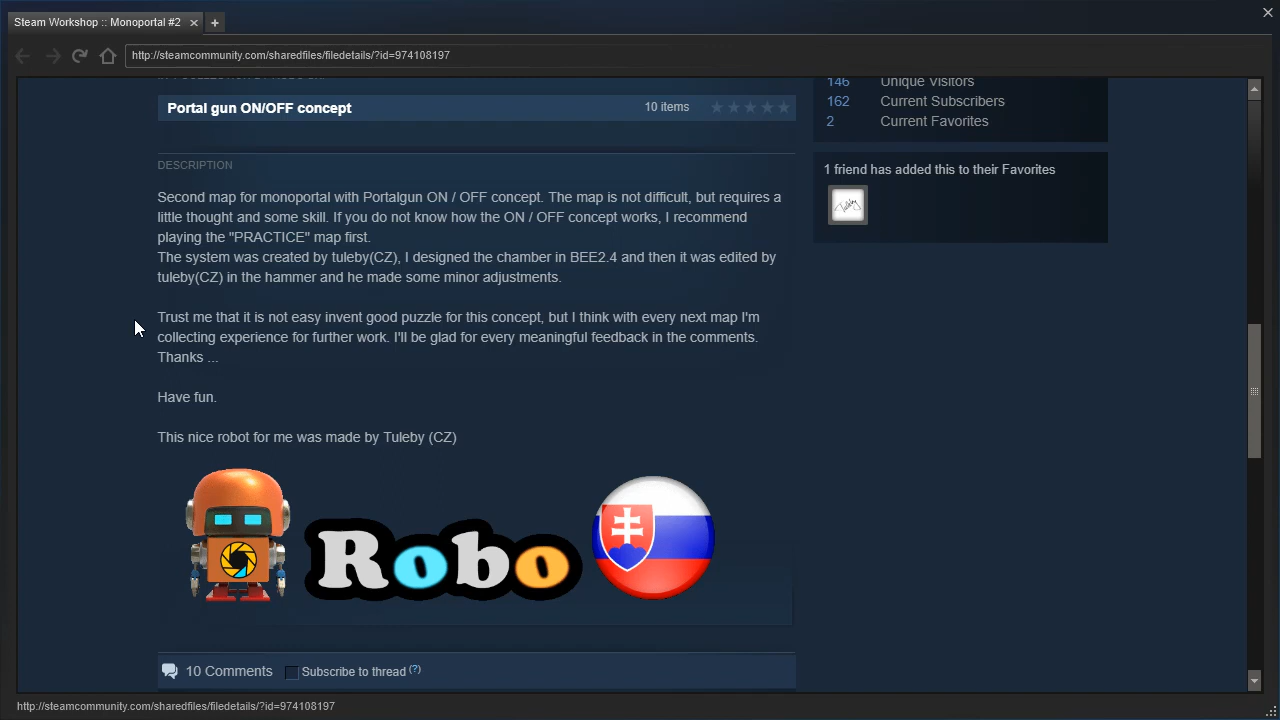 Steam Workshop :: Monoportal #2
http://steamcommunity.com/sharedfiles/filedetails/?id=974108197
Portal gun ON/OFF concept
10 items
146 Unique Visitors
162 Current Subscribers
2 Current Favorites
1 friend has added this to their Favorites
DESCRIPTION
Second map for monoportal with Portalgun ON / OFF concept. The map is not difficult, but requires a
little thought and some skill. If you do not know how the ON / OFF concept works, I recommend
playing the "PRACTICE" map first.
The system was created by tuleby(CZ), I designed the chamber in BEE2.4 and then it was edited by
tuleby(CZ) in the hammer and he made some minor adjustments.
Trust me that it is not easy invent good puzzle for this concept, but I think with every next map I'm
collecting experience for further work. I'll be glad for every meaningful feedback in the comments.
Thanks ...
Have fun.
This nice robot for me was made by Tuleby (CZ)
Robo
10 Comments
Subscribe to thread (?)
http://steamcommunity.com/sharedfiles/filedetails/?id=974108197